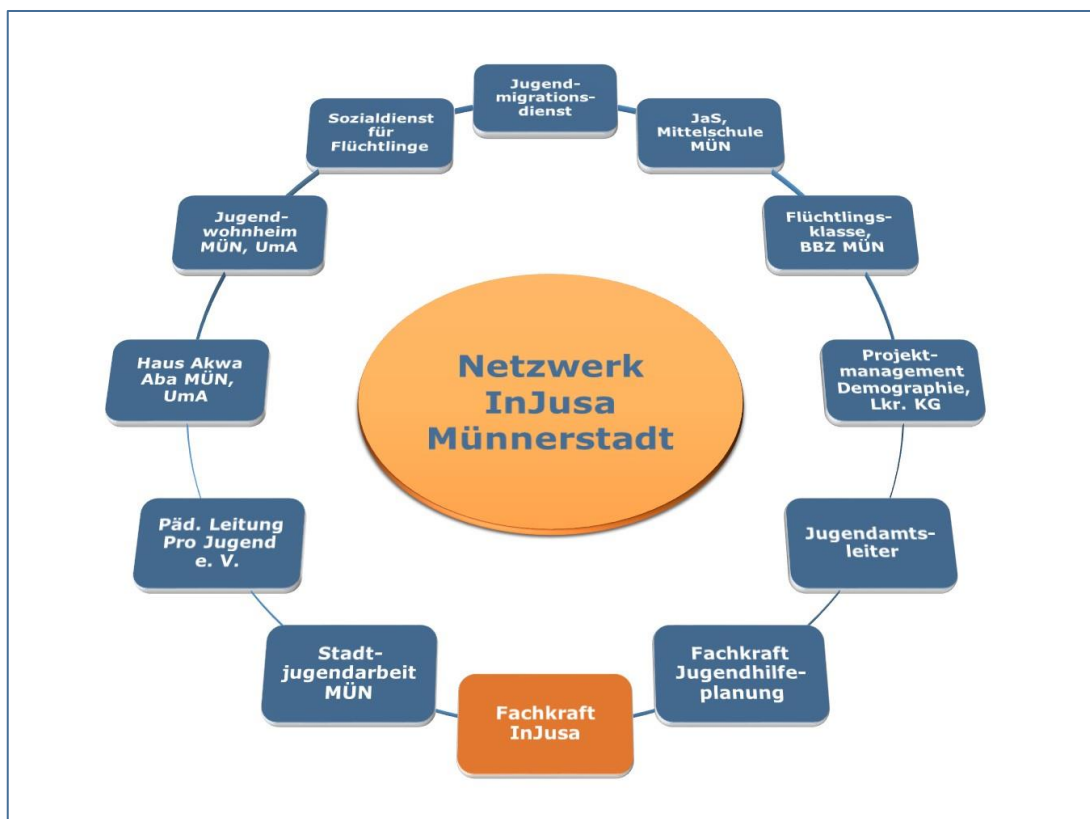 Jugend-
migrations-
dienst
JaS,
Mittelschule
MÜN
Flüchtlings-
klasse,
BBZ MÜN
Projekt-
management
Demographie,
Lkr. KG
Jugendamts-
leiter
Fachkraft
Jugendhilfe-
planung
Fachkraft
InJusa
Stadt-
jugendarbeit
MÜN
Päd. Leitung
Pro Jugend
e. V.
Haus Akwa
Aba MÜN,
UmA
Jugend-
wohnheim
MÜN, UmA
Sozialdienst
für
Flüchtlinge
Netzwerk
InJusa
Münnerstadt